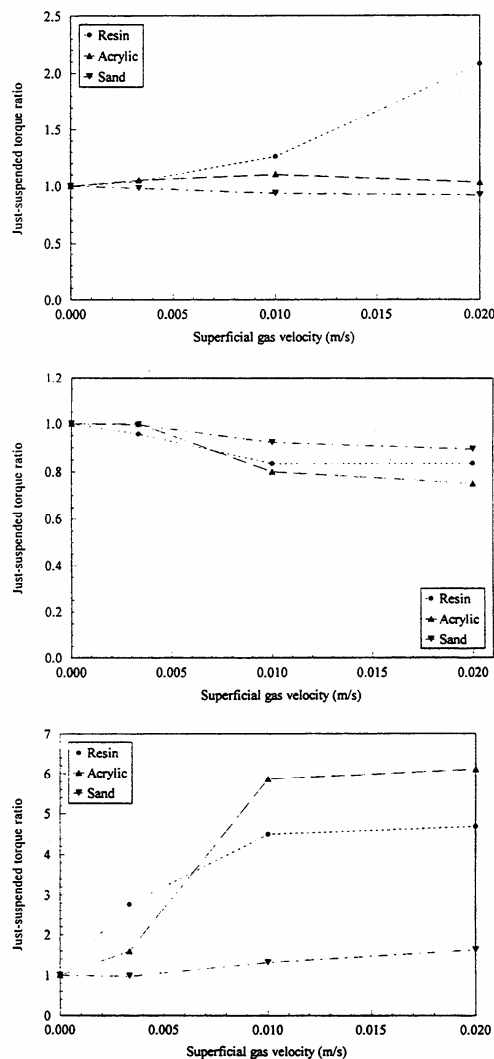 2.5
Resin
Acrylic
Sand
2.0
1.5
1.0
0.5
0.0
0.000 0.005 0.010 0.015 0.020
Just-suspended torque ratio
Superficial gas velocity (m/s)
1.2
1.0
0.8
0.6
0.4
0.2
0.0
Resin
Acrylic
Sand
0.000 0.005 0.010 0.015 0.020
Just-suspended torque ratio
Superficial gas velocity (m/s)
7
Resin
Acrylic
Sand
6
5
4
3
2
1
0
0.000 0.005 0.010 0.015 0.020
Just-suspended torque ratio
Superficial gas velocity (m/s)